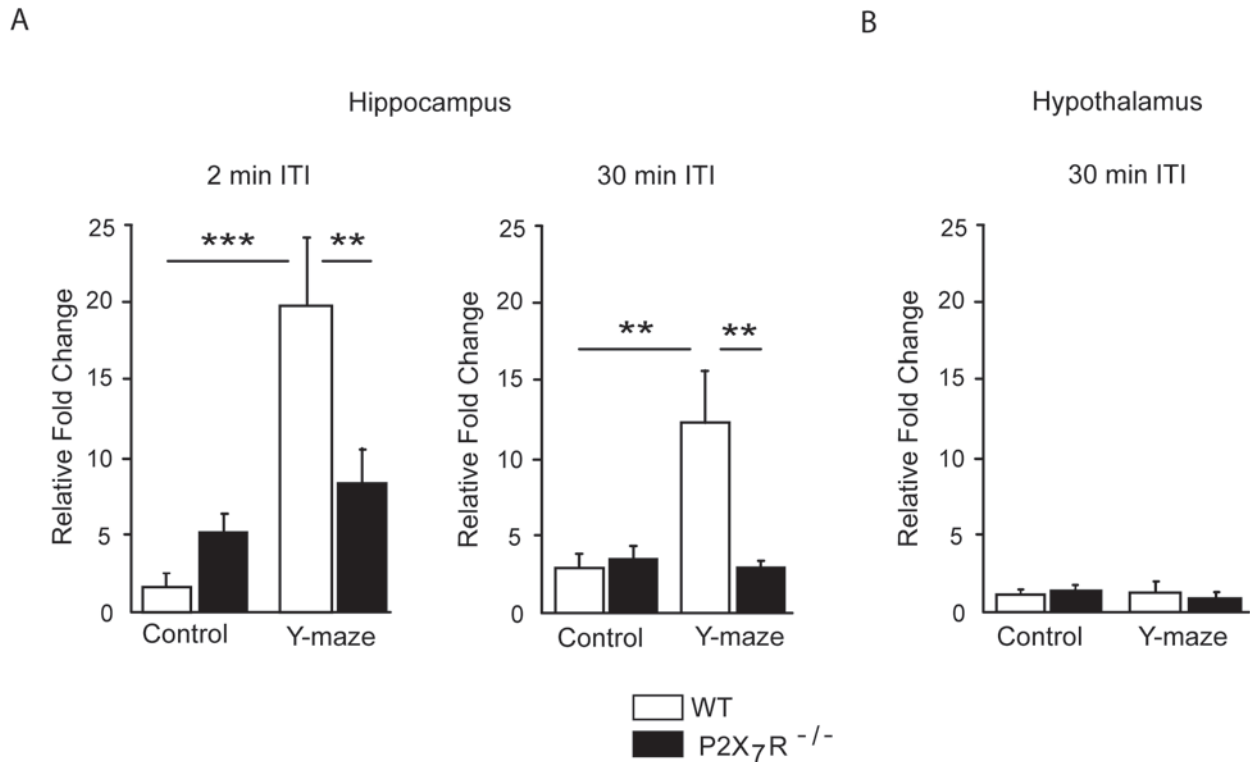 A
B
Hippocampus
Hypothalamus
2 min ITI
30 min ITI
30 min ITI
Relative Fold Change
25
20
15
10
5
0
***
**
Control
Y-maze
Relative Fold Change
25
20
15
10
5
0
**
**
Control
Y-maze
Relative Fold Change
25
20
15
10
5
0
Control
Y-maze
WT
P2X₇R⁻/⁻